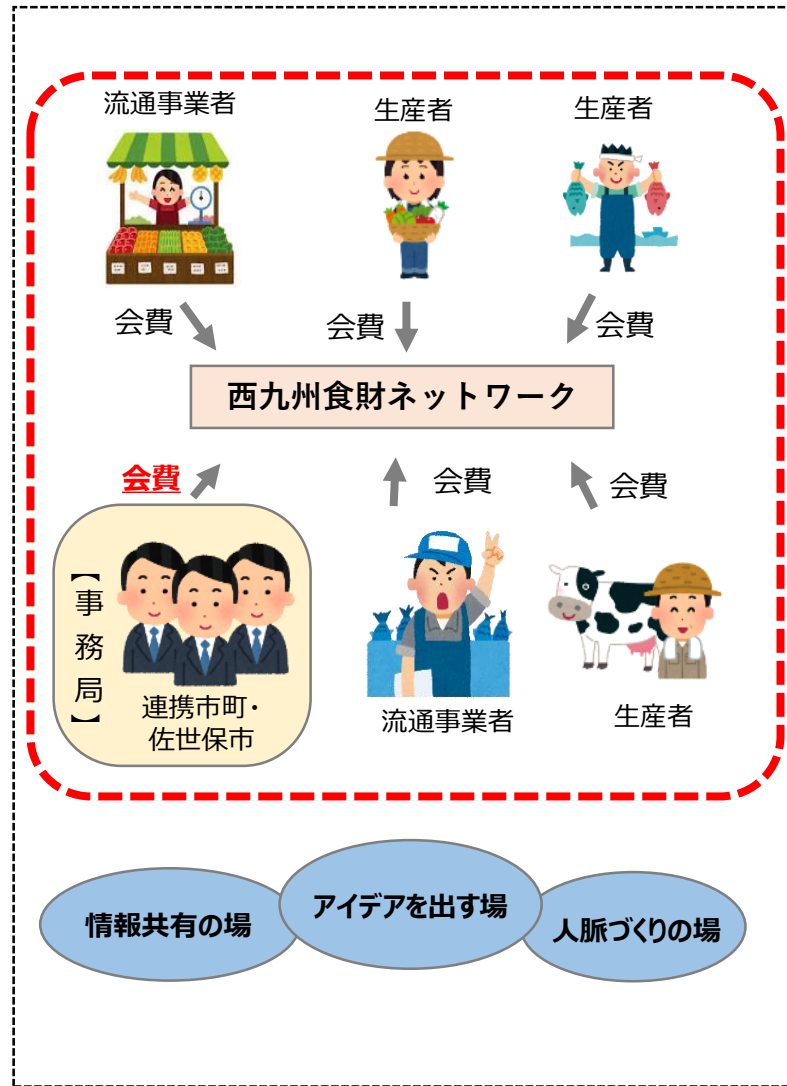 流通事業者
生産者
生産者
会費
会費
会費
西九州食財ネットワーク
会費
会費
会費
【事務局】
連携市町・
佐世保市
流通事業者
生産者
情報共有の場
アイデアを出す場
人脈づくりの場